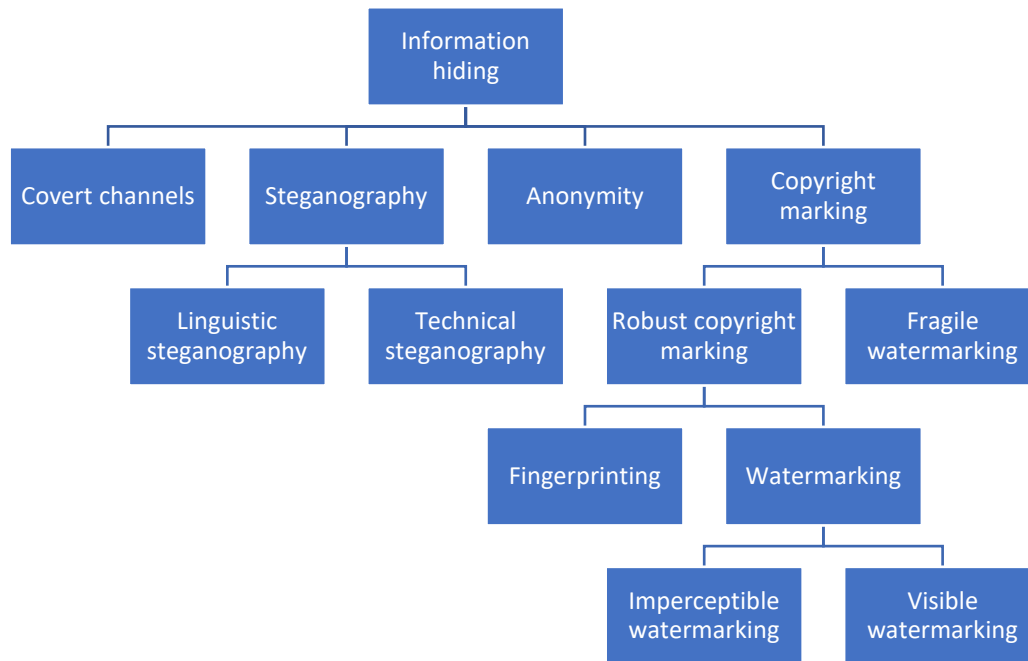 Information
hiding
Covert channels
Steganography
Anonymity
Copyright
marking
Linguistic
steganography
Technical
steganography
Robust copyright
marking
Fragile
watermarking
Fingerprinting
Watermarking
Imperceptible
watermarking
Visible
watermarking